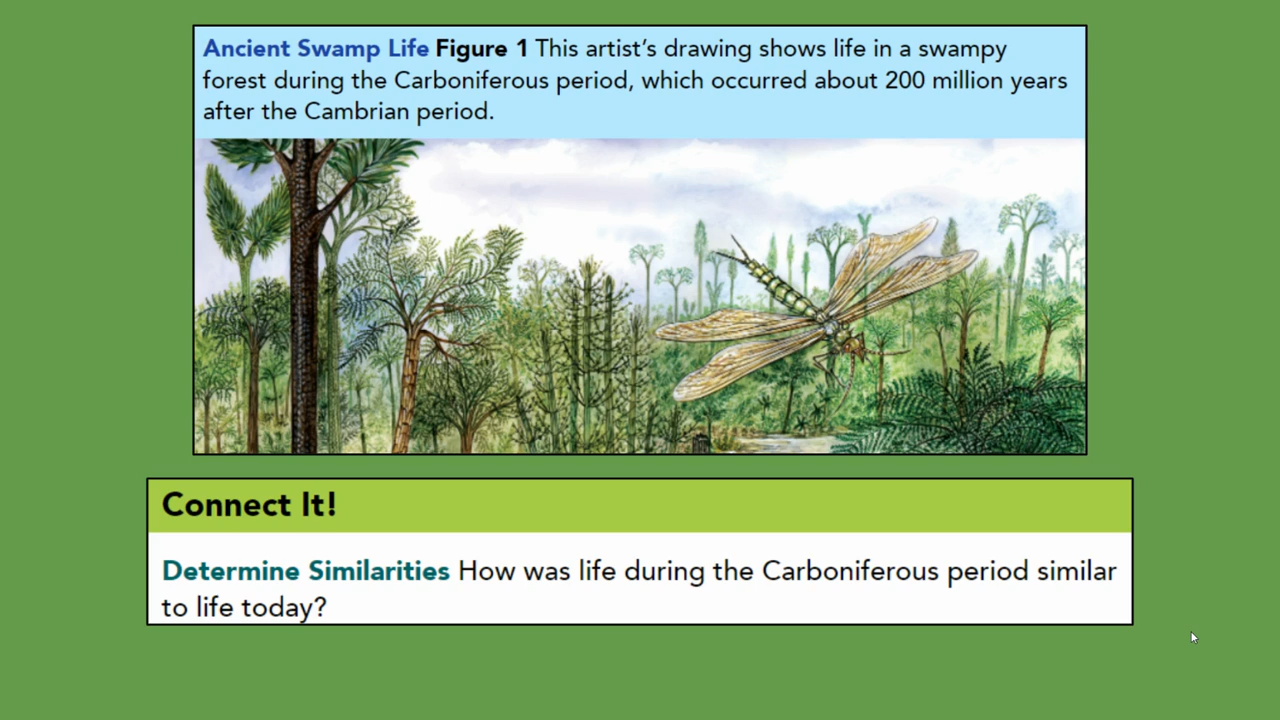 Ancient Swamp Life Figure 1 This artist's drawing shows life in a swampy
forest during the Carboniferous period, which occurred about 200 million years
after the Cambrian period.
Connect It!
Determine Similarities How was life during the Carboniferous period similar
to life today?